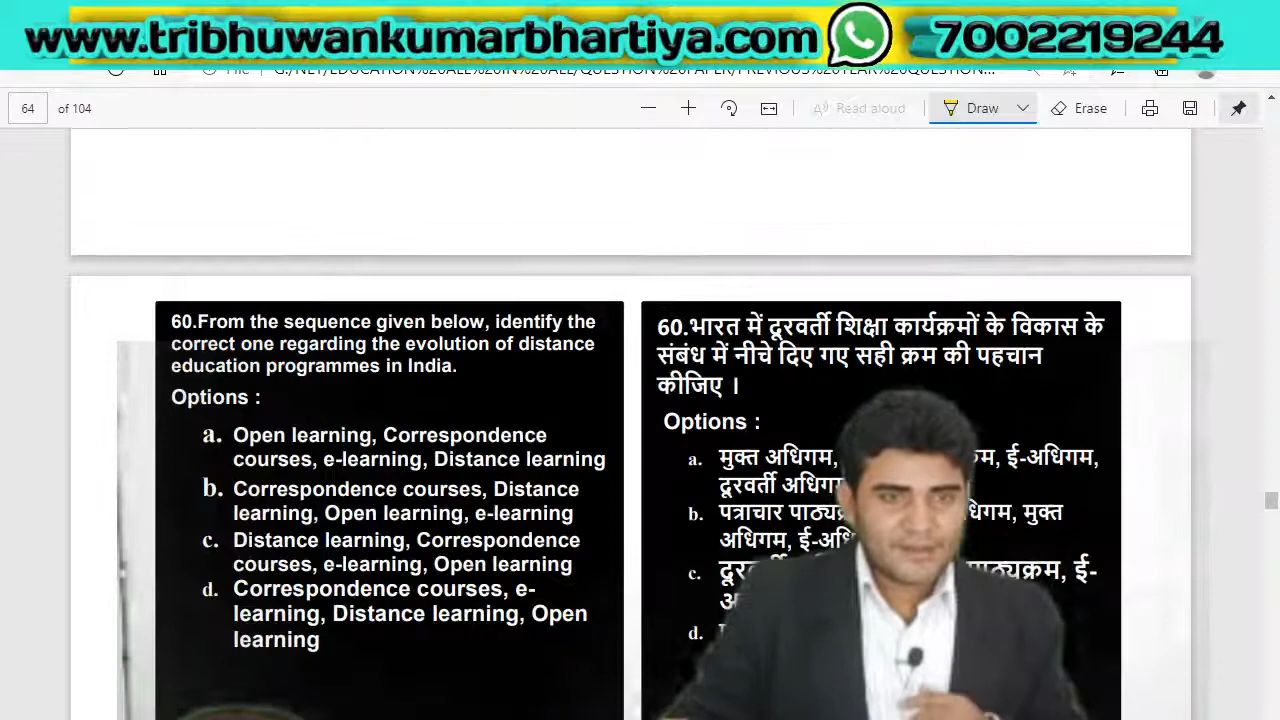 www.tribhuwankumarbhartiya.com 7002219244
64 of 104 Read aloud Draw Erase
60.From the sequence given below, identify the
correct one regarding the evolution of distance
education programmes in India.
Options :
a. Open learning, Correspondence
courses, e-learning, Distance learning
b. Correspondence courses, Distance
learning, Open learning, e-learning
c. Distance learning, Correspondence
courses, e-learning, Open learning
d. Correspondence courses, e-
learning, Distance learning, Open
learning
60.भारत में दूरवर्ती शिक्षा कार्यक्रमों के विकास के
संबंध में नीचे दिए गए सही क्रम की पहचान
कीजिए ।
Options :
a. मुक्त अधिगम, ई-अधिगम,
दूरवर्ती
b. पत्राचार मुक्त
अधिगम,
c. ई-
d.